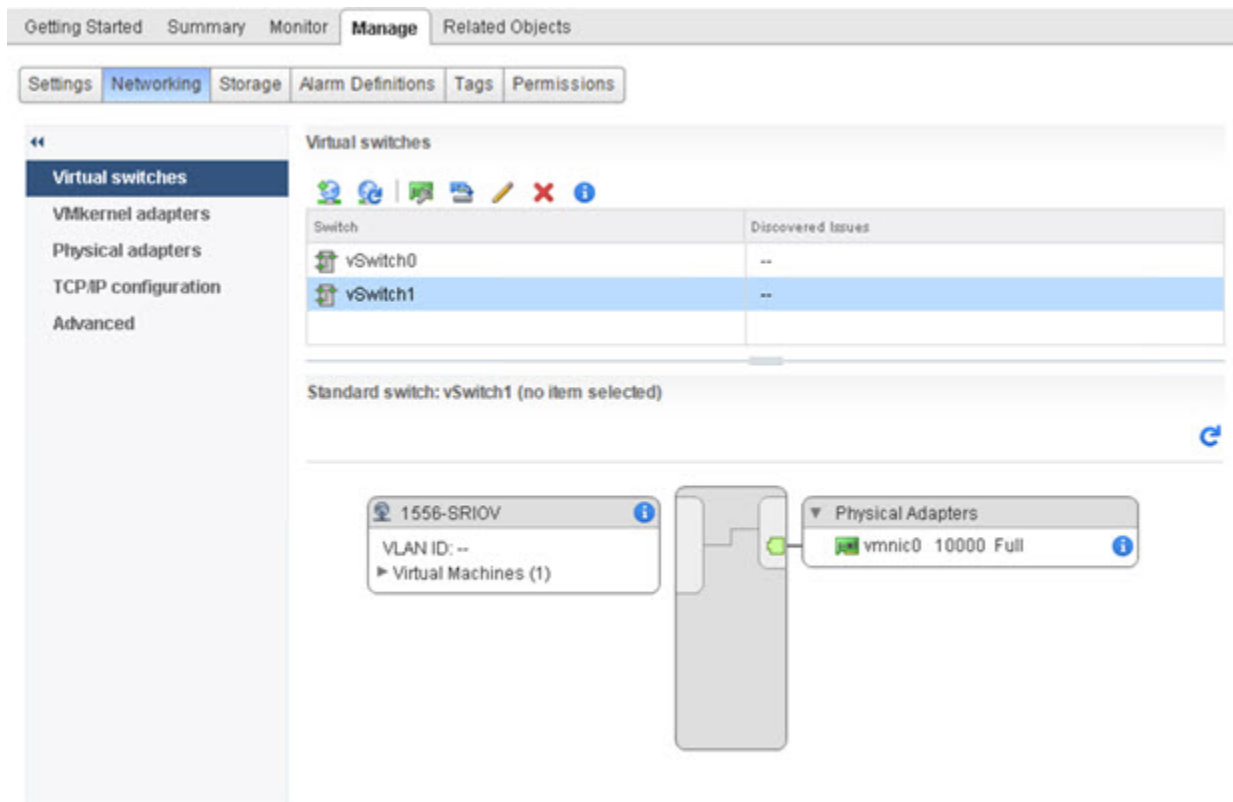 Getting Started Summary Monitor Manage Related Objects
Settings Networking Storage Alarm Definitions Tags Permissions
Virtual switches
VMkernel adapters
Physical adapters
TCP/IP configuration
Advanced
Virtual switches
Switch Discovered Issues
vSwitch0 --
vSwitch1 --
Standard switch: vSwitch1 (no item selected)
1556-SRIOV
VLAN ID: --
Virtual Machines (1)
Physical Adapters
vmnic0 10000 Full